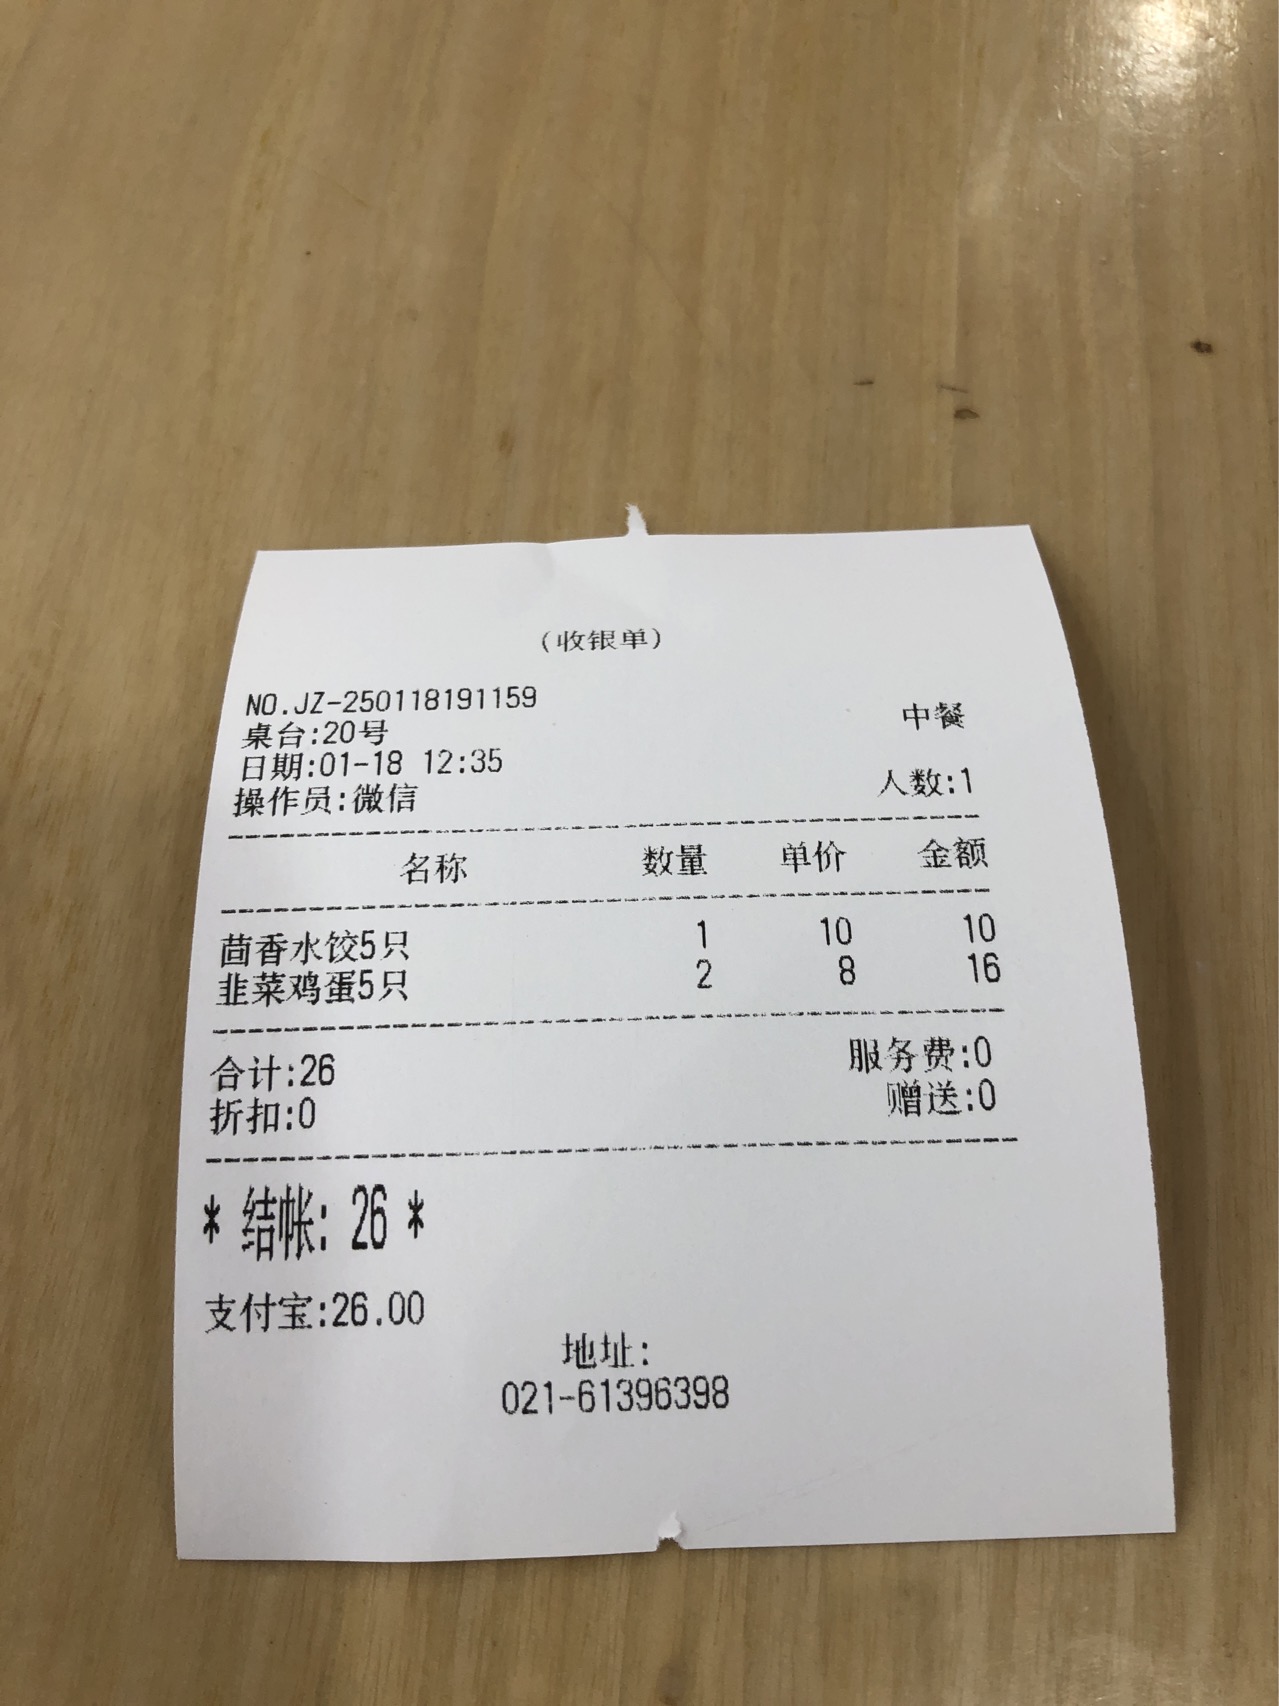 (收银单)
NO.JZ-250118191159
桌台:20号 中餐
日期:01-18 12:35
操作员:微信 人数:1
名称 数量 单价 金额
茴香水饺5只 1 10 10
韭菜鸡蛋5只 2 8 16
合计:26 服务费:0
折扣:0 赠送:0
* 结帐: 26 *
支付宝:26.00
地址:
021-61396398